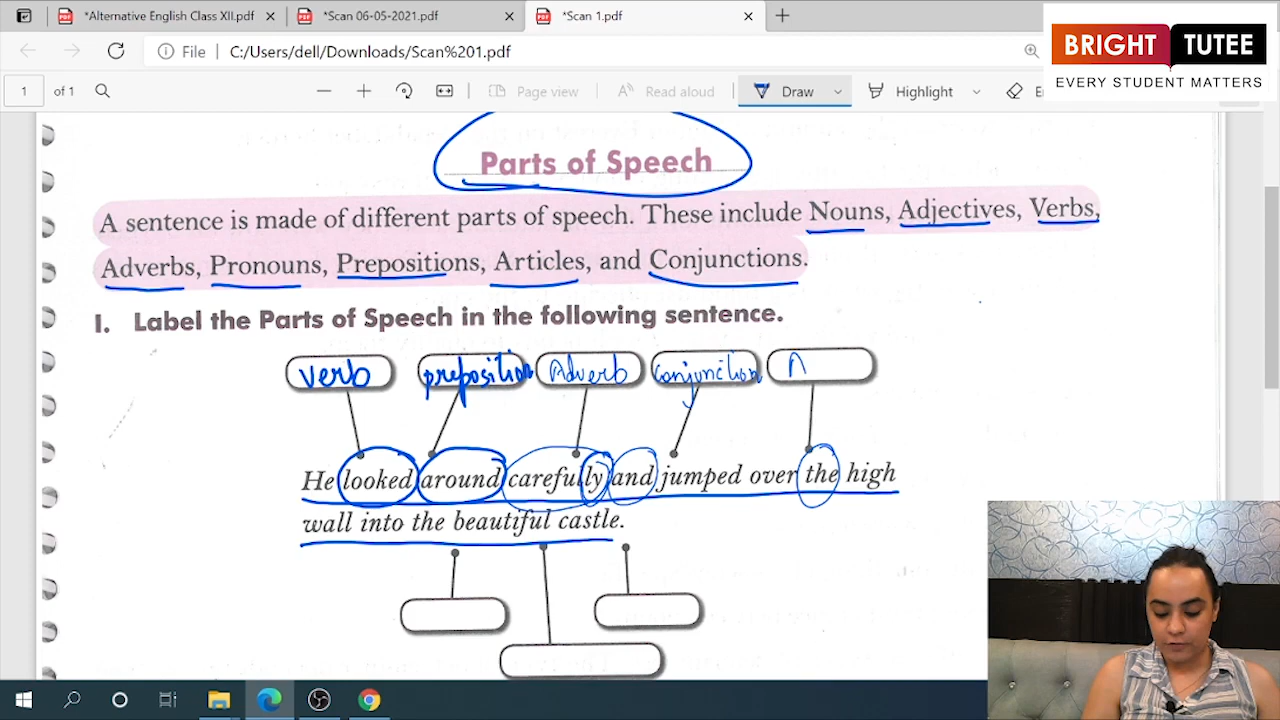 *Alternative English Class XII.pdf
*Scan 06-05-2021.pdf
*Scan 1.pdf
File
C:/Users/dell/Downloads/Scan%201.pdf
BRIGHT TUTEE
EVERY STUDENT MATTERS
1 of 1
Page view
Read aloud
Draw
Highlight
Parts of Speech
A sentence is made of different parts of speech. These include Nouns, Adjectives, Verbs,
Adverbs, Pronouns, Prepositions, Articles, and Conjunctions.
I. Label the Parts of Speech in the following sentence.
verb preposition Adverb Conjunction A
He looked around carefully and jumped over the high
wall into the beautiful castle.